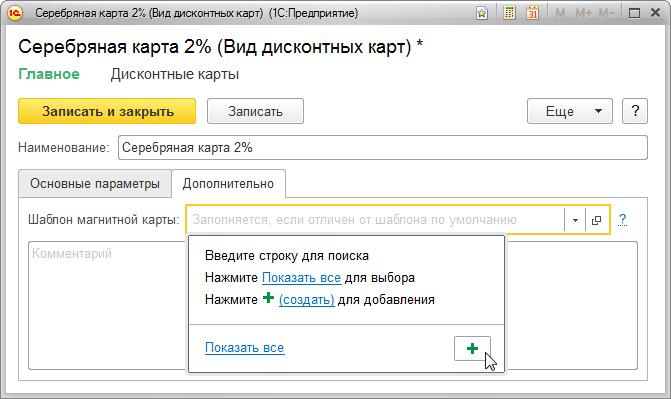 Серебряная карта 2% (Вид дисконтных карт) (1С:Предприятие)
M M+ M−
Серебряная карта 2% (Вид дисконтных карт) *
Главное Дисконтные карты
Записать и закрыть Записать Еще ?
Наименование: Серебряная карта 2%
Основные параметры Дополнительно
Шаблон магнитной карты: Заполняется, если отличен от шаблона по умолчанию ?
Комментарий
Введите строку для поиска
Нажмите Показать все для выбора
Нажмите + (создать) для добавления
Показать все